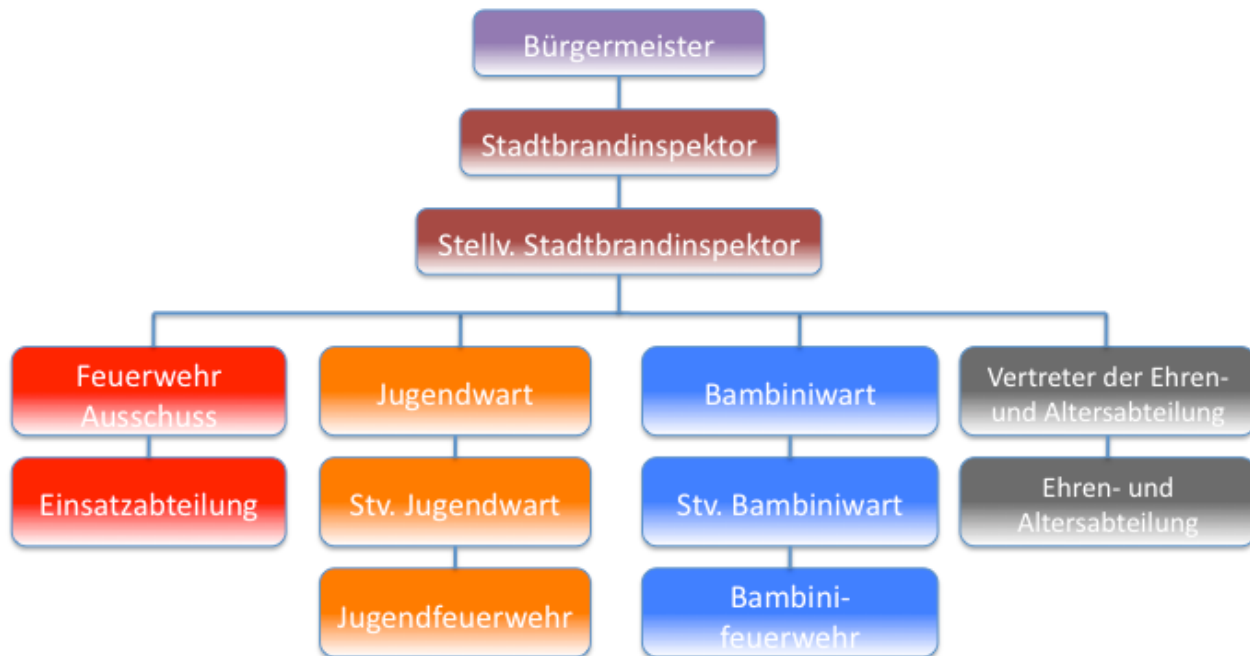 Bürgermeister
Stadtbrandinspektor
Stellv. Stadtbrandinspektor
Feuerwehr
Ausschuss
Jugendwart
Bambiniwart
Vertreter der Ehren-
und Altersabteilung
Einsatzabteilung
Stv. Jugendwart
Stv. Bambiniwart
Ehren- und
Altersabteilung
Jugendfeuerwehr
Bambini-
feuerwehr